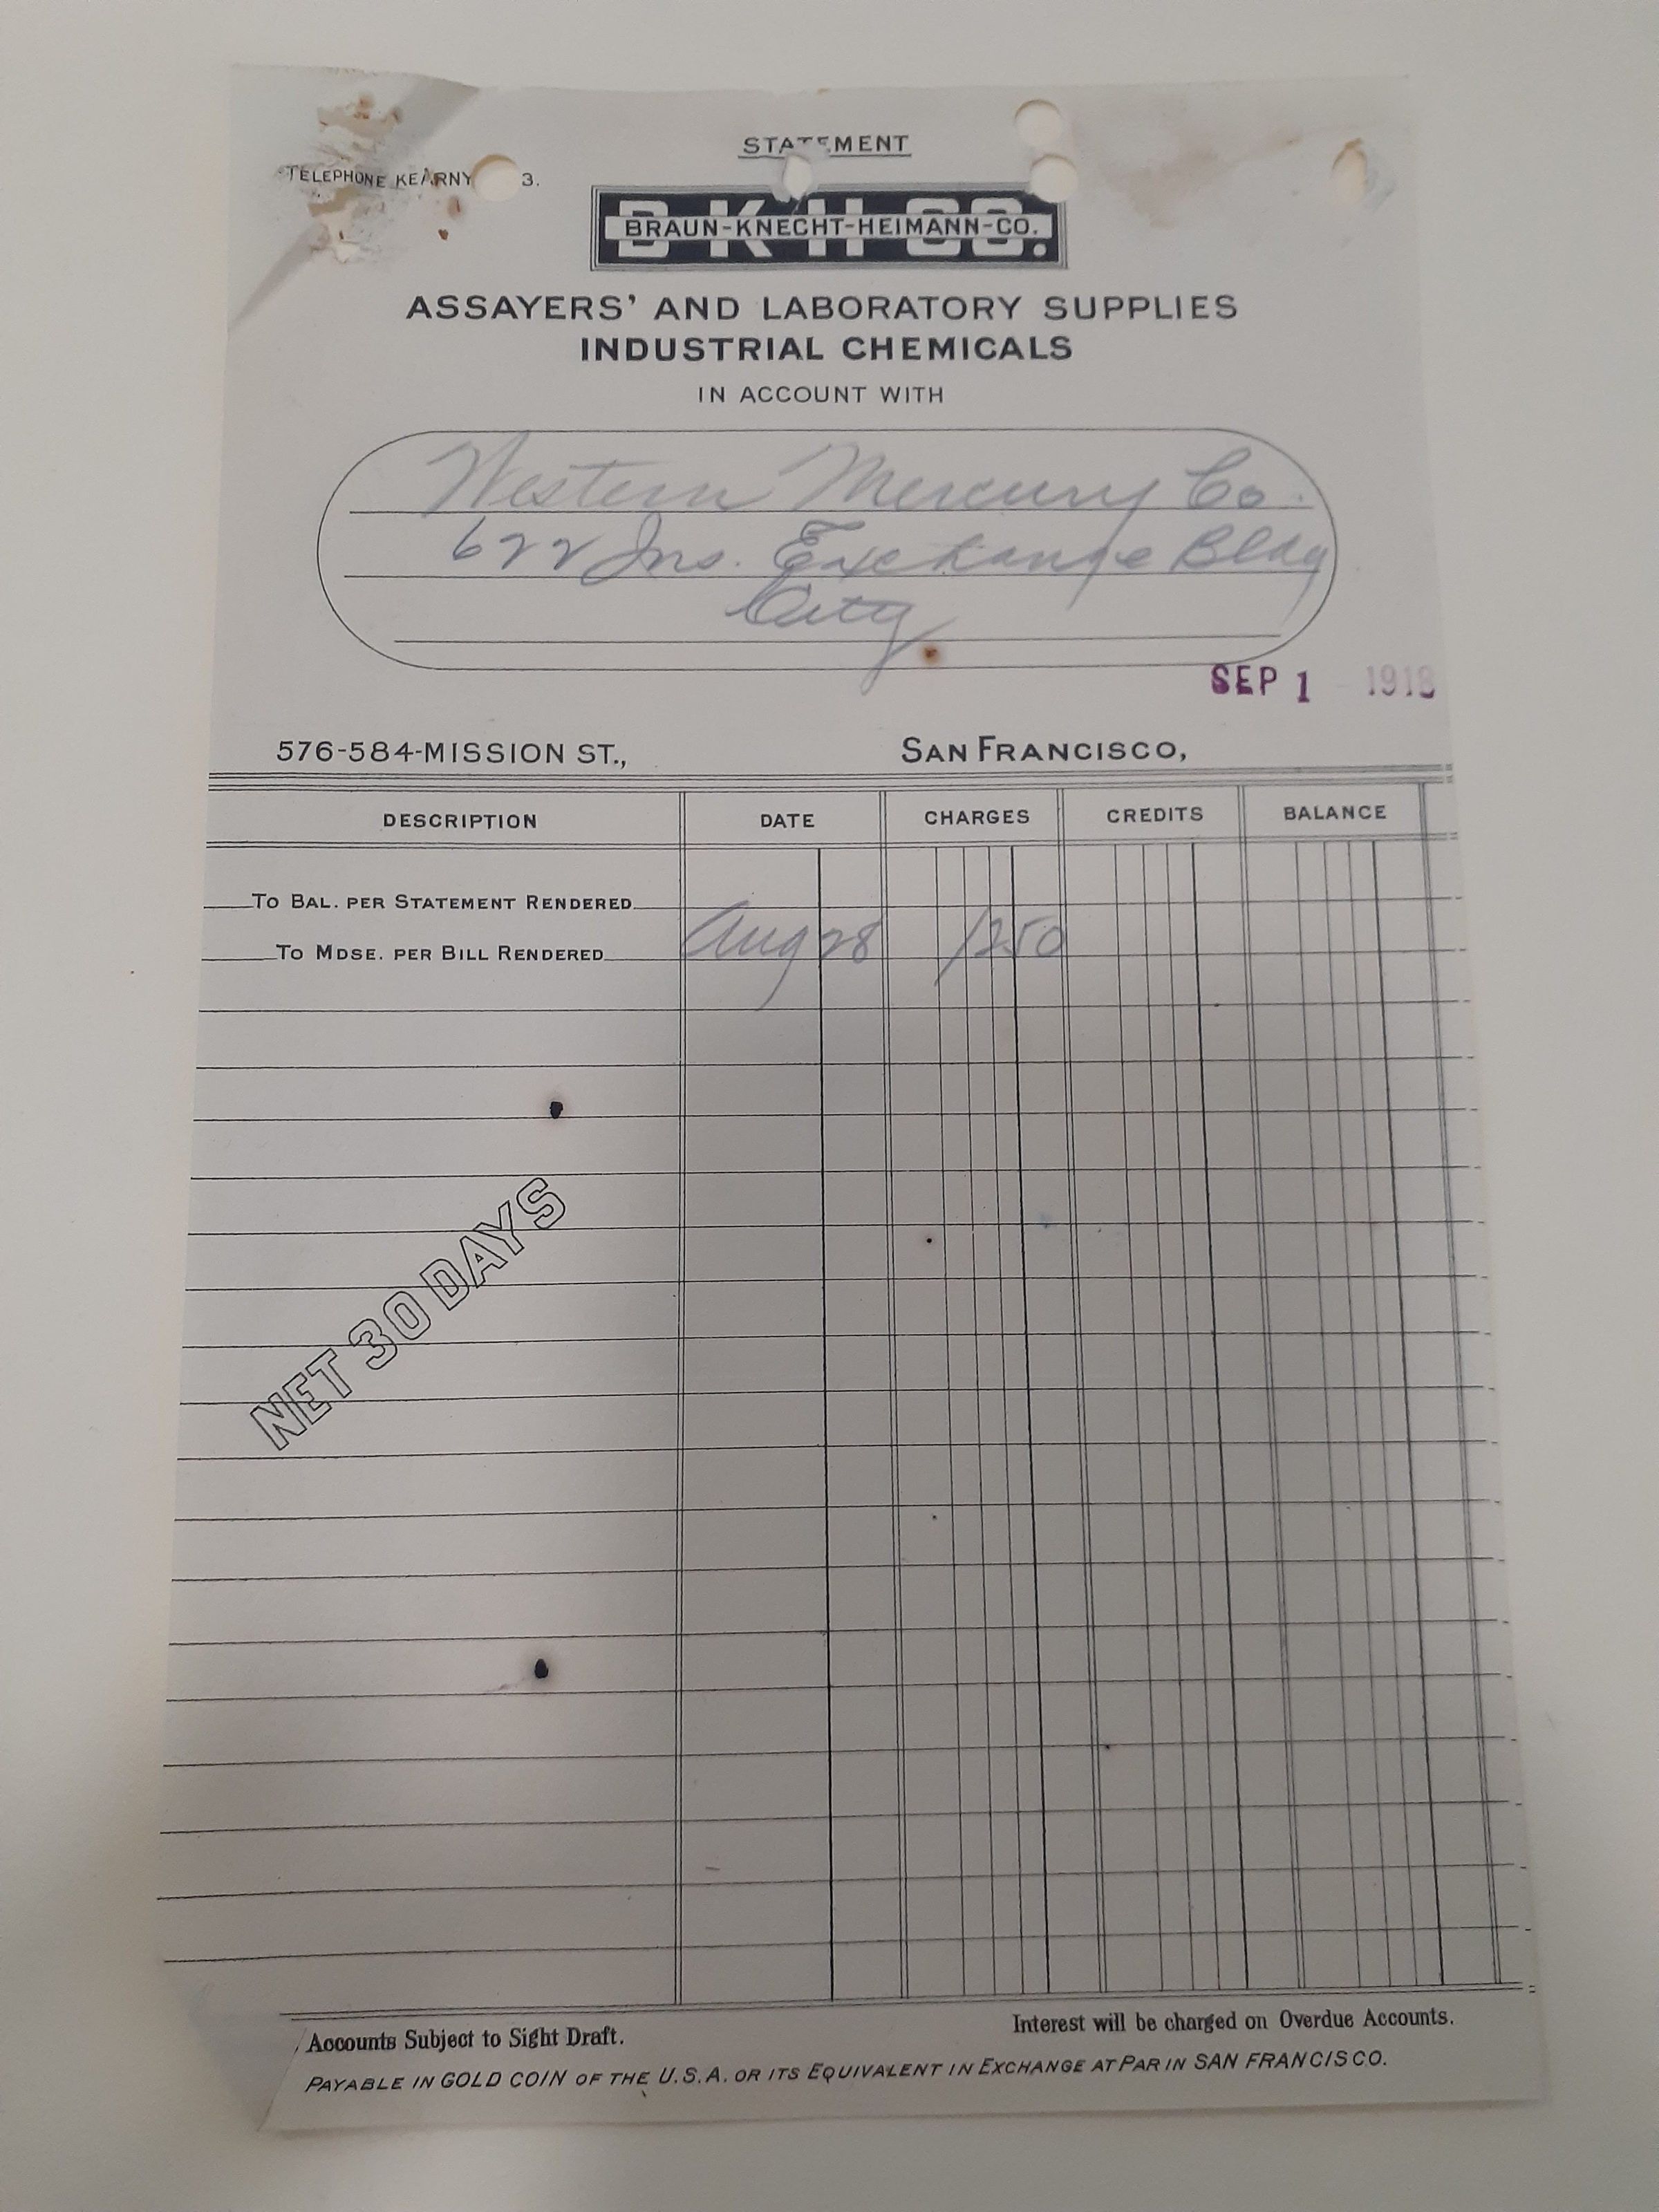 STATEMENT
TELEPHONE KEARNY 3.
B K H CO.
BRAUN-KNECHT-HEIMANN-CO.
ASSAYERS' AND LABORATORY SUPPLIES
INDUSTRIAL CHEMICALS
IN ACCOUNT WITH
Western Mercury Co.
622 Ins. Exchange Bldg
City
SEP 1 - 1918
576-584-MISSION ST., SAN FRANCISCO,
DESCRIPTION DATE CHARGES CREDITS BALANCE
TO BAL. PER STATEMENT RENDERED
TO MDSE. PER BILL RENDERED Aug 28 1250
NET 30 DAYS
Accounts Subject to Sight Draft. Interest will be charged on Overdue Accounts.
PAYABLE IN GOLD COIN OF THE U.S.A. OR ITS EQUIVALENT IN EXCHANGE AT PAR IN SAN FRANCISCO.